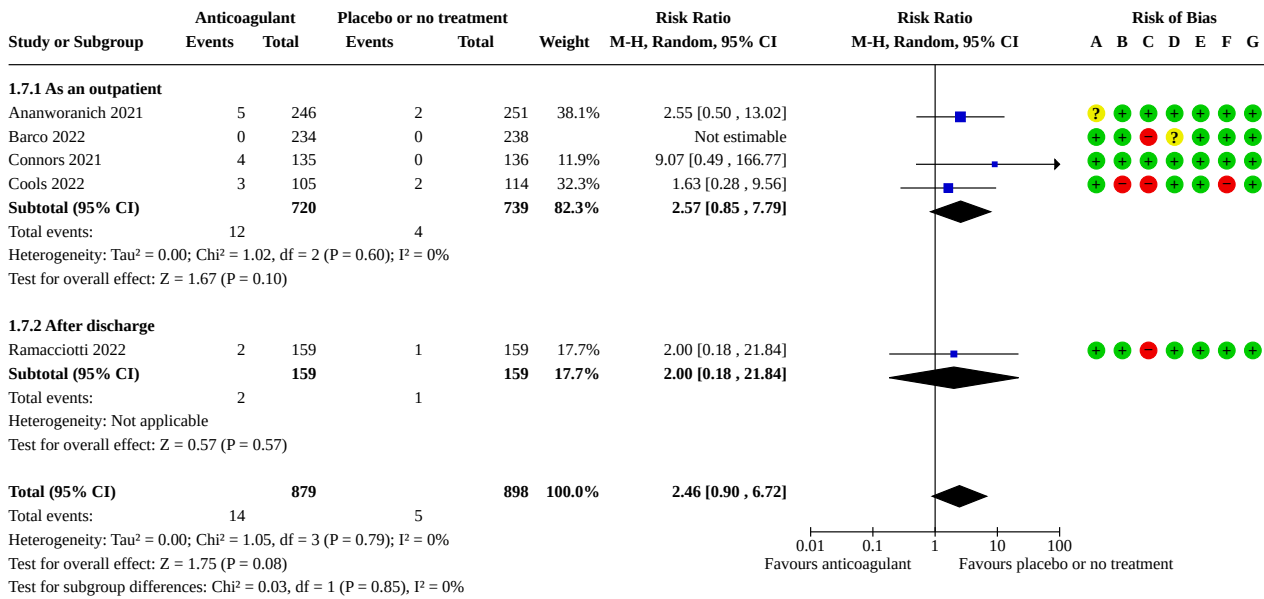 Anticoagulant Placebo or no treatment Risk Ratio Risk Ratio Risk of Bias
Study or Subgroup Events Total Events Total Weight M-H, Random, 95% CI M-H, Random, 95% CI A B C D E F G
1.7.1 As an outpatient
Ananworanich 2021 5 246 2 251 38.1% 2.55 [0.50 , 13.02] ? + + + + + +
Barco 2022 0 234 0 238 Not estimable + + − ? + + +
Connors 2021 4 135 0 136 11.9% 9.07 [0.49 , 166.77] + + + + + + +
Cools 2022 3 105 2 114 32.3% 1.63 [0.28 , 9.56] + − − + + − +
Subtotal (95% CI) 720 739 82.3% 2.57 [0.85 , 7.79]
Total events: 12 4
Heterogeneity: Tau² = 0.00; Chi² = 1.02, df = 2 (P = 0.60); I² = 0%
Test for overall effect: Z = 1.67 (P = 0.10)
1.7.2 After discharge
Ramacciotti 2022 2 159 1 159 17.7% 2.00 [0.18 , 21.84] + + − + + + +
Subtotal (95% CI) 159 159 17.7% 2.00 [0.18 , 21.84]
Total events: 2 1
Heterogeneity: Not applicable
Test for overall effect: Z = 0.57 (P = 0.57)
Total (95% CI) 879 898 100.0% 2.46 [0.90 , 6.72]
Total events: 14 5
Heterogeneity: Tau² = 0.00; Chi² = 1.05, df = 3 (P = 0.79); I² = 0%
Test for overall effect: Z = 1.75 (P = 0.08)
Test for subgroup differences: Chi² = 0.03, df = 1 (P = 0.85), I² = 0%
0.01 0.1 1 10 100
Favours anticoagulant Favours placebo or no treatment